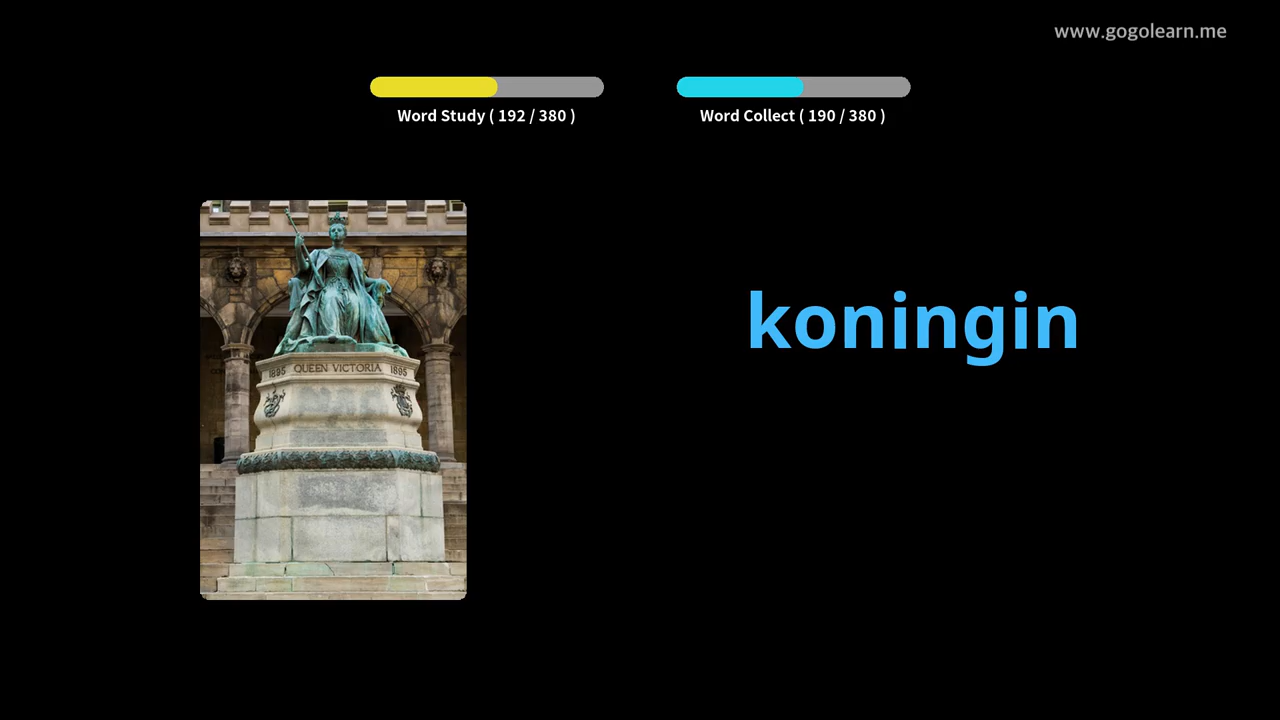 www.gogolearn.me
Word Study ( 192 / 380 )
Word Collect ( 190 / 380 )
1895 QUEEN VICTORIA 1895
koningin